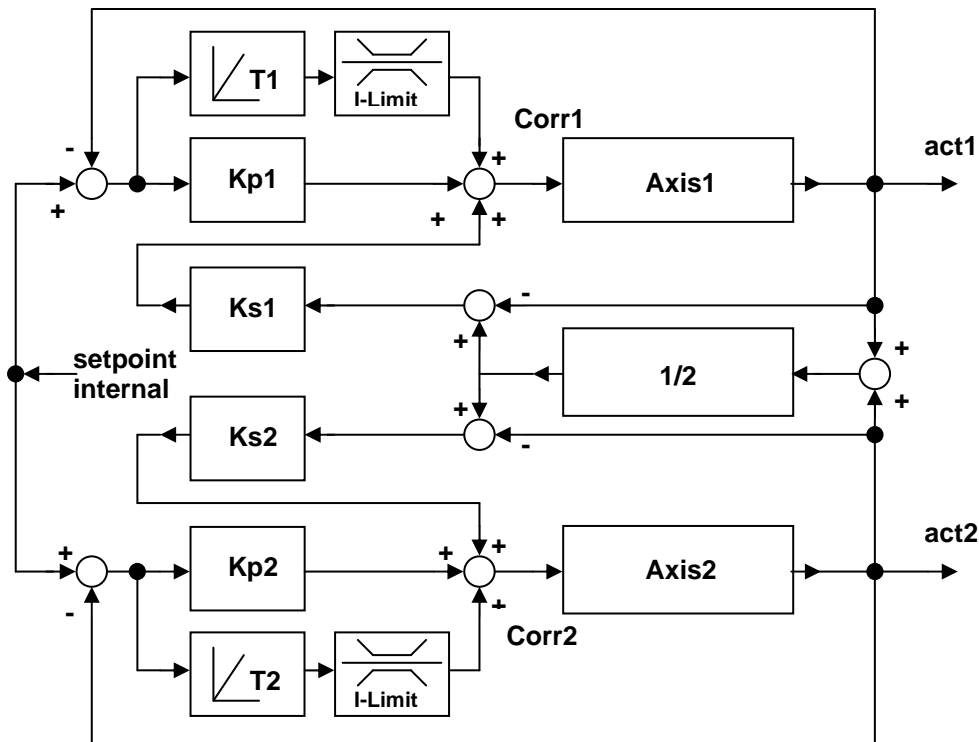 T1
I-Limit
-
+
Corr1
act1
-
Kp1
Axis1
+
+
+
Ks1
-
+
setpoint
internal
1/2
+
+
+
Ks2
-
+
Kp2
+
+
Axis2
act2
-
+
Corr2
T2
I-Limit